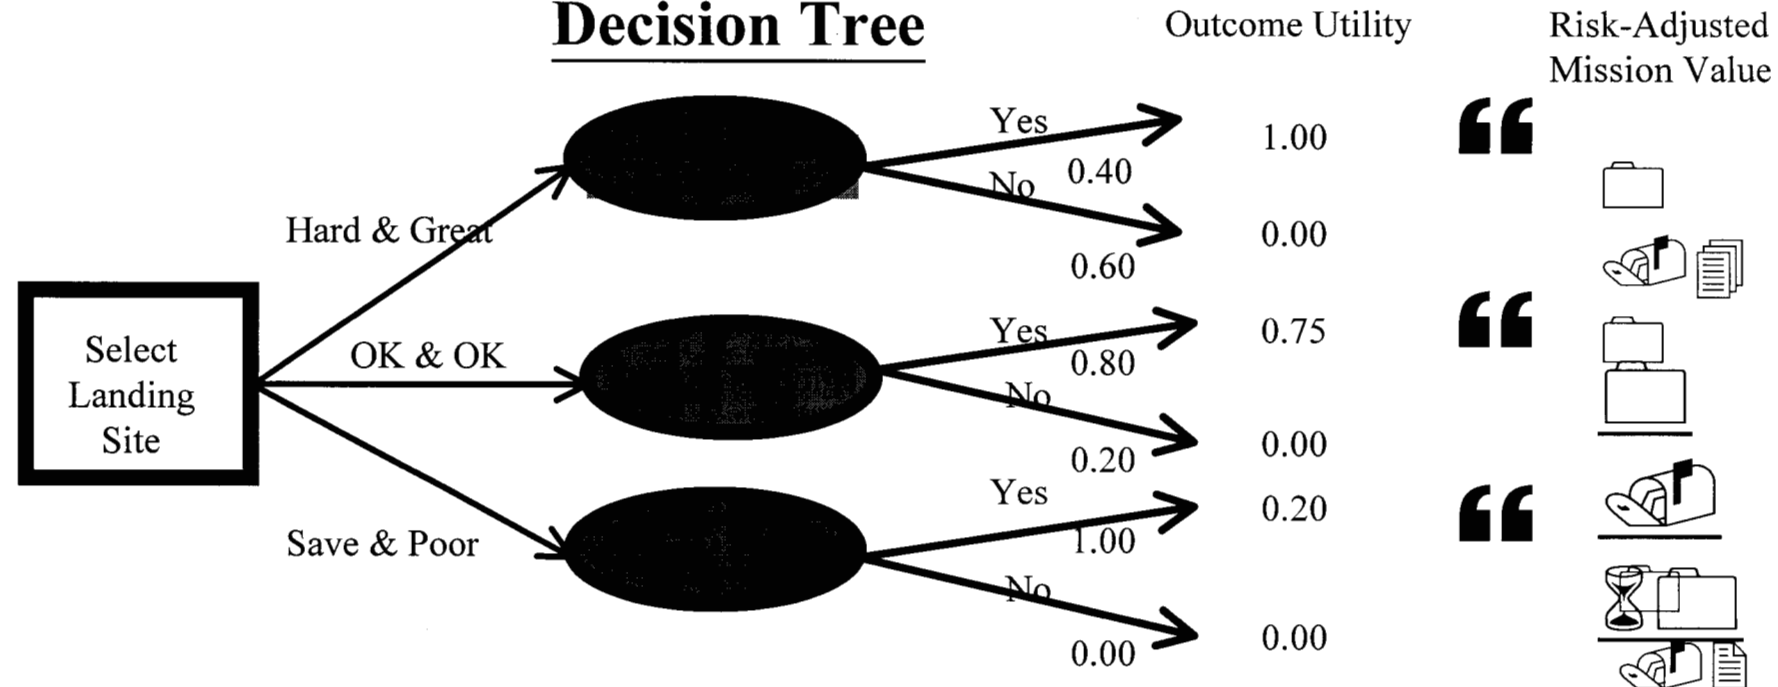 Decision Tree
Outcome Utility
Risk-Adjusted
Mission Value
Yes
1.00
0.40
No
Hard & Great
0.00
0.60
Select
Landing
Site
OK & OK
Yes
0.75
0.80
No
0.00
0.20
Yes
0.20
Save & Poor
1.00
No
0.00
0.00